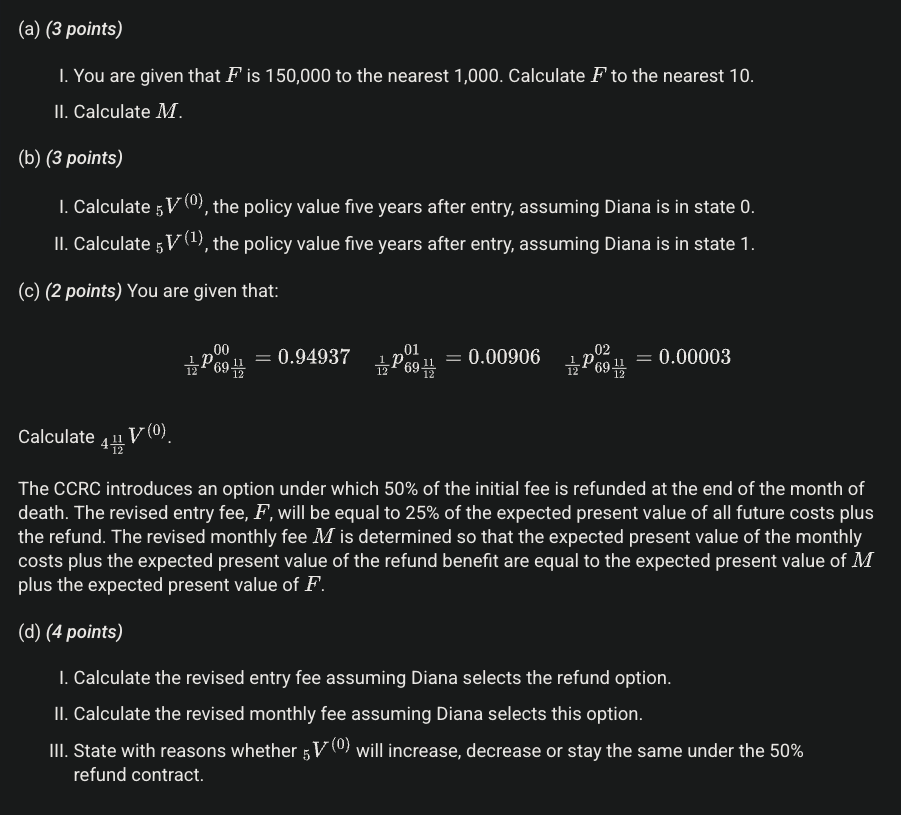 (a) (3 points)
I. You are given that F is 150,000 to the nearest 1,000. Calculate F to the nearest 10.
II. Calculate M.
(b) (3 points)
I. Calculate ₅V⁽⁰⁾, the policy value five years after entry, assuming Diana is in state 0.
II. Calculate ₅V⁽¹⁾, the policy value five years after entry, assuming Diana is in state 1.
(c) (2 points) You are given that:
$_{\frac{1}{12}}p^{00}_{69\frac{11}{12}} = 0.94937 \quad _{\frac{1}{12}}p^{01}_{69\frac{11}{12}} = 0.00906 \quad _{\frac{1}{12}}p^{02}_{69\frac{11}{12}} = 0.00003$
Calculate $_{4\frac{11}{12}}V^{(0)}$.
The CCRC introduces an option under which 50% of the initial fee is refunded at the end of the month of
death. The revised entry fee, F, will be equal to 25% of the expected present value of all future costs plus
the refund. The revised monthly fee M is determined so that the expected present value of the monthly
costs plus the expected present value of the refund benefit are equal to the expected present value of M
plus the expected present value of F.
(d) (4 points)
I. Calculate the revised entry fee assuming Diana selects the refund option.
II. Calculate the revised monthly fee assuming Diana selects this option.
III. State with reasons whether ₅V⁽⁰⁾ will increase, decrease or stay the same under the 50%
refund contract.